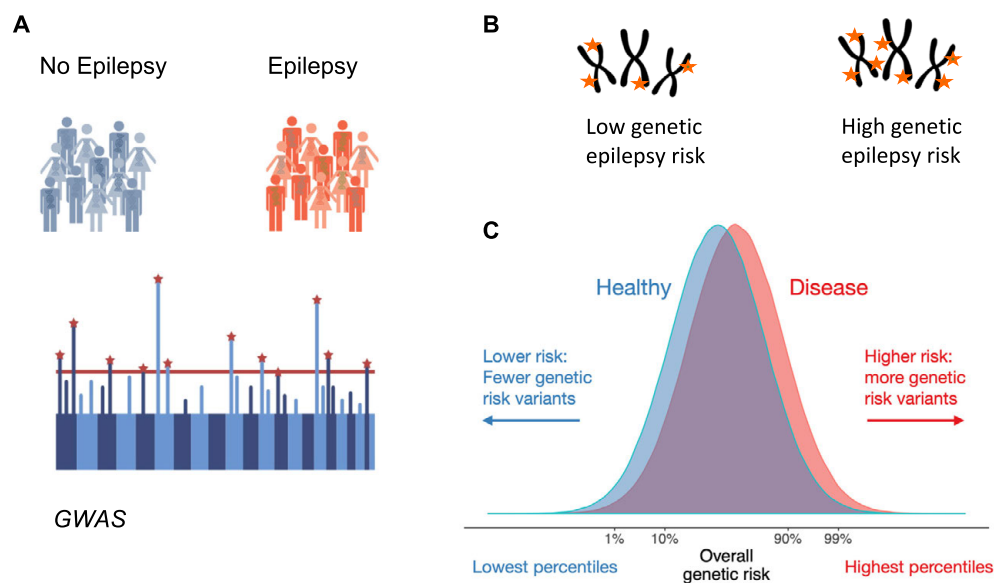 A
No Epilepsy
Epilepsy
GWAS
B
Low genetic
epilepsy risk
High genetic
epilepsy risk
C
Healthy
Disease
Lower risk:
Fewer genetic
risk variants
Higher risk:
more genetic
risk variants
1%
10%
90%
99%
Lowest percentiles
Overall
genetic risk
Highest percentiles